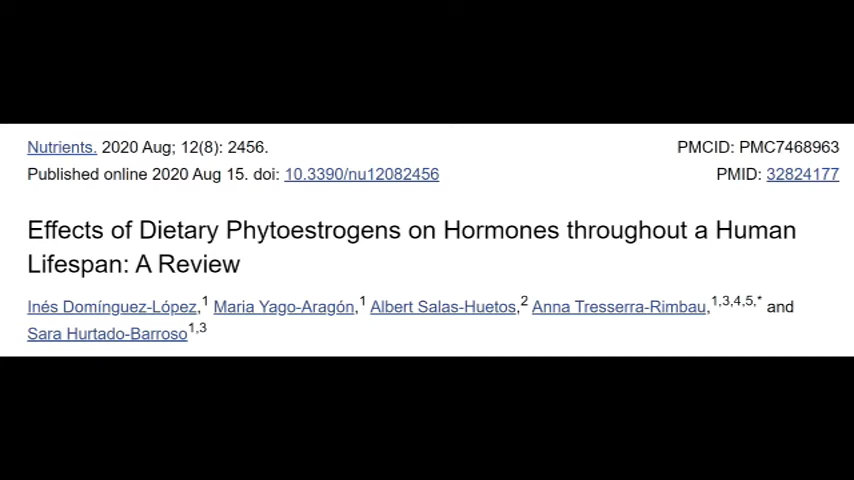 Nutrients. 2020 Aug; 12(8): 2456. PMCID: PMC7468963
Published online 2020 Aug 15. doi: 10.3390/nu12082456 PMID: 32824177
Effects of Dietary Phytoestrogens on Hormones throughout a Human
Lifespan: A Review
Inés Domínguez-López,1 Maria Yago-Aragón,1 Albert Salas-Huetos,2 Anna Tresserra-Rimbau,1,3,4,5,* and
Sara Hurtado-Barroso1,3